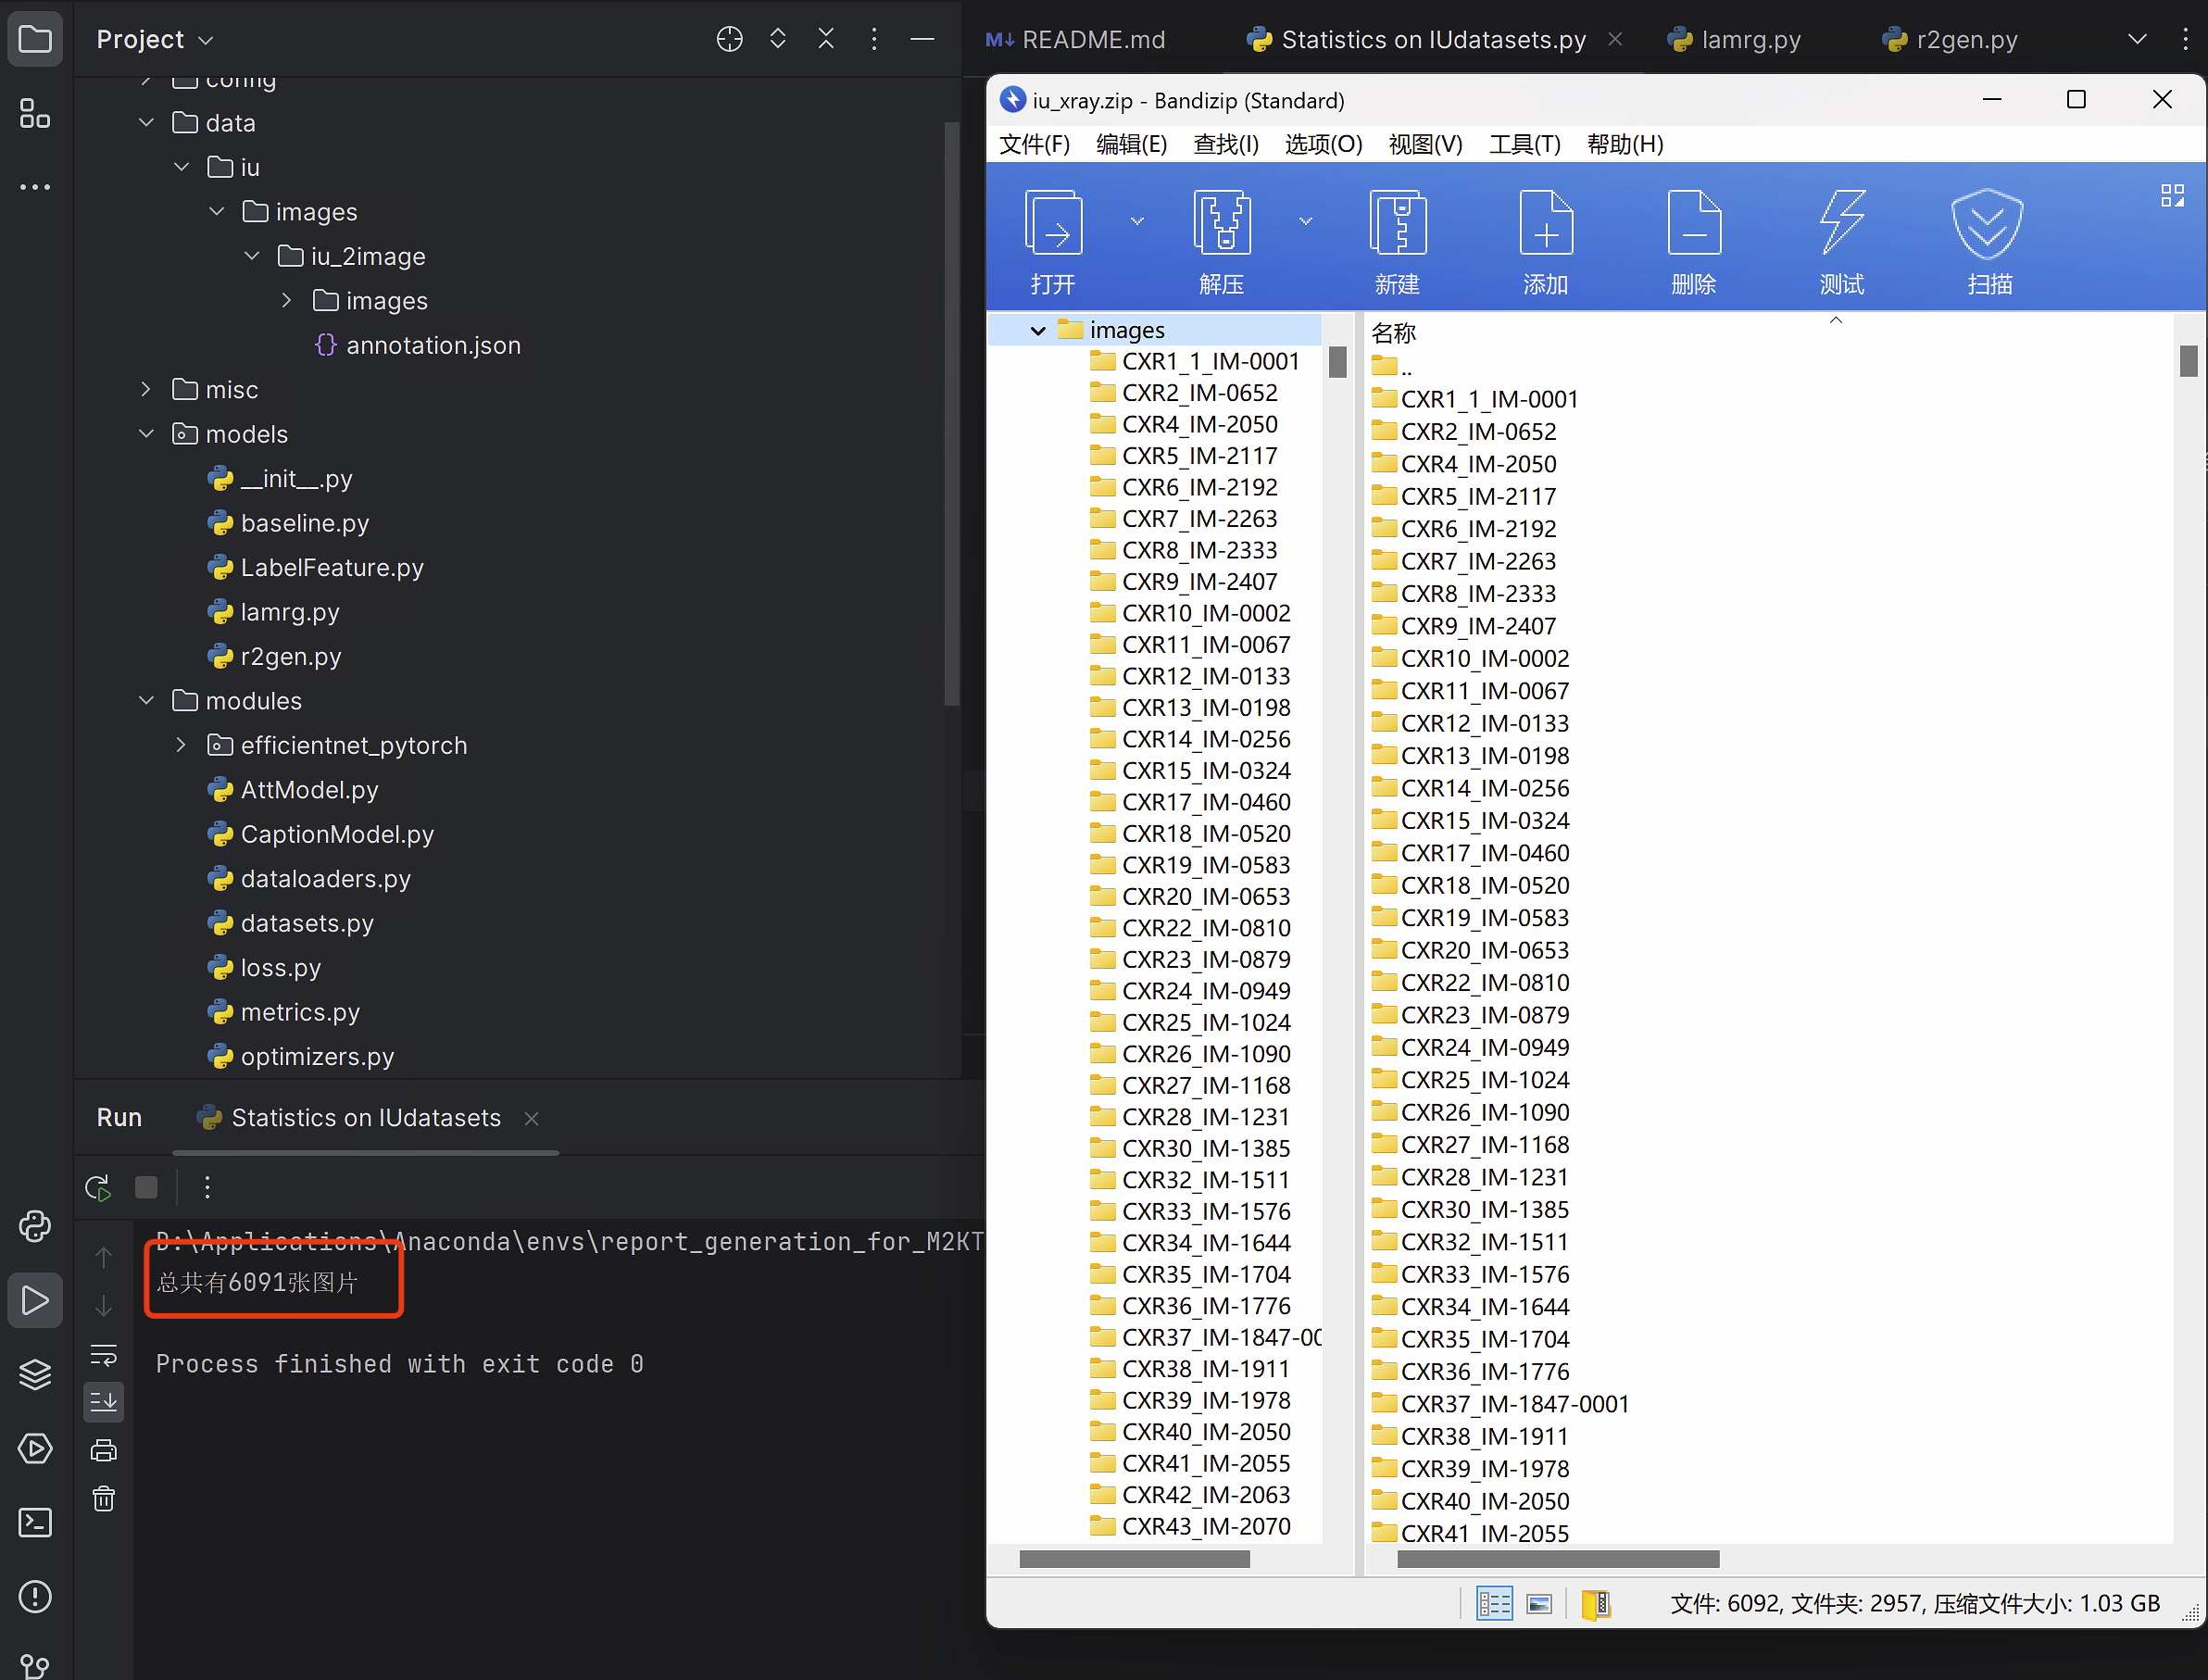 Project
config
data
iu
images
iu_2image
images
annotation.json
misc
models
__init__.py
baseline.py
LabelFeature.py
lamrg.py
r2gen.py
modules
efficientnet_pytorch
AttModel.py
CaptionModel.py
dataloaders.py
datasets.py
loss.py
metrics.py
optimizers.py
Run
Statistics on IUdatasets
D:\Applications\Anaconda\envs\report_generation_for_M2KT
总共有6091张图片
Process finished with exit code 0
M↓ README.md
Statistics on IUdatasets.py
lamrg.py
r2gen.py
iu_xray.zip - Bandizip (Standard)
文件(F) 编辑(E) 查找(I) 选项(O) 视图(V) 工具(T) 帮助(H)
打开 解压 新建 添加 删除 测试 扫描
images
CXR1_1_IM-0001
CXR2_IM-0652
CXR4_IM-2050
CXR5_IM-2117
CXR6_IM-2192
CXR7_IM-2263
CXR8_IM-2333
CXR9_IM-2407
CXR10_IM-0002
CXR11_IM-0067
CXR12_IM-0133
CXR13_IM-0198
CXR14_IM-0256
CXR15_IM-0324
CXR17_IM-0460
CXR18_IM-0520
CXR19_IM-0583
CXR20_IM-0653
CXR22_IM-0810
CXR23_IM-0879
CXR24_IM-0949
CXR25_IM-1024
CXR26_IM-1090
CXR27_IM-1168
CXR28_IM-1231
CXR30_IM-1385
CXR32_IM-1511
CXR33_IM-1576
CXR34_IM-1644
CXR35_IM-1704
CXR36_IM-1776
CXR37_IM-1847-00
CXR38_IM-1911
CXR39_IM-1978
CXR40_IM-2050
CXR41_IM-2055
CXR42_IM-2063
CXR43_IM-2070
名称
..
CXR1_1_IM-0001
CXR2_IM-0652
CXR4_IM-2050
CXR5_IM-2117
CXR6_IM-2192
CXR7_IM-2263
CXR8_IM-2333
CXR9_IM-2407
CXR10_IM-0002
CXR11_IM-0067
CXR12_IM-0133
CXR13_IM-0198
CXR14_IM-0256
CXR15_IM-0324
CXR17_IM-0460
CXR18_IM-0520
CXR19_IM-0583
CXR20_IM-0653
CXR22_IM-0810
CXR23_IM-0879
CXR24_IM-0949
CXR25_IM-1024
CXR26_IM-1090
CXR27_IM-1168
CXR28_IM-1231
CXR30_IM-1385
CXR32_IM-1511
CXR33_IM-1576
CXR34_IM-1644
CXR35_IM-1704
CXR36_IM-1776
CXR37_IM-1847-0001
CXR38_IM-1911
CXR39_IM-1978
CXR40_IM-2050
CXR41_IM-2055
文件: 6092, 文件夹: 2957, 压缩文件大小: 1.03 GB